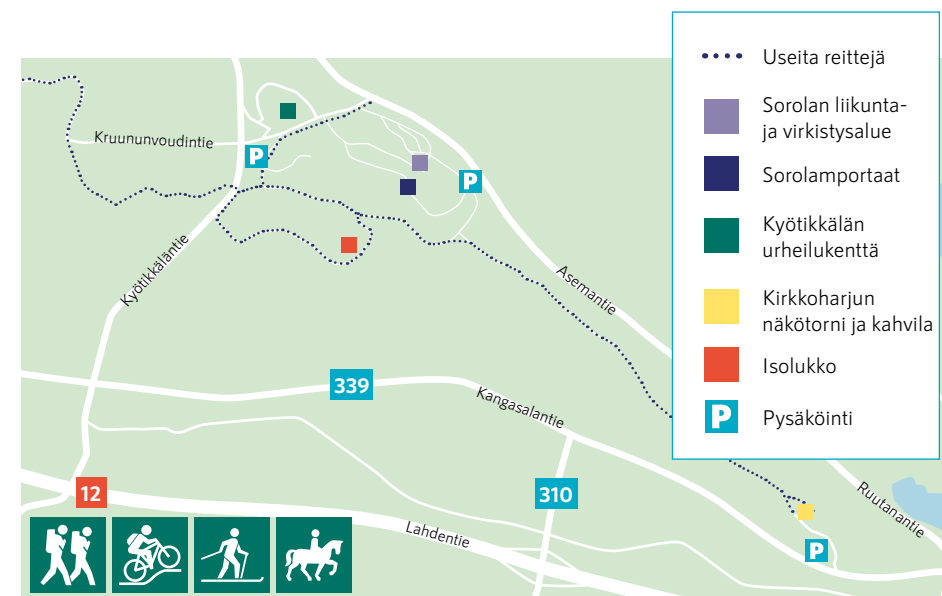 Kruununvoudintie
P
P
Kyötikkäläntie
Asemantie
339
Kangasalantie
12
310
Lahdentie
Ruutanantie
P
Useita reittejä
Sorolan liikunta-
ja virkistysalue
Sorolamportaat
Kyötikkälän
urheilukenttä
Kirkkoharjun
näkötorni ja kahvila
Isolukko
P Pysäköinti